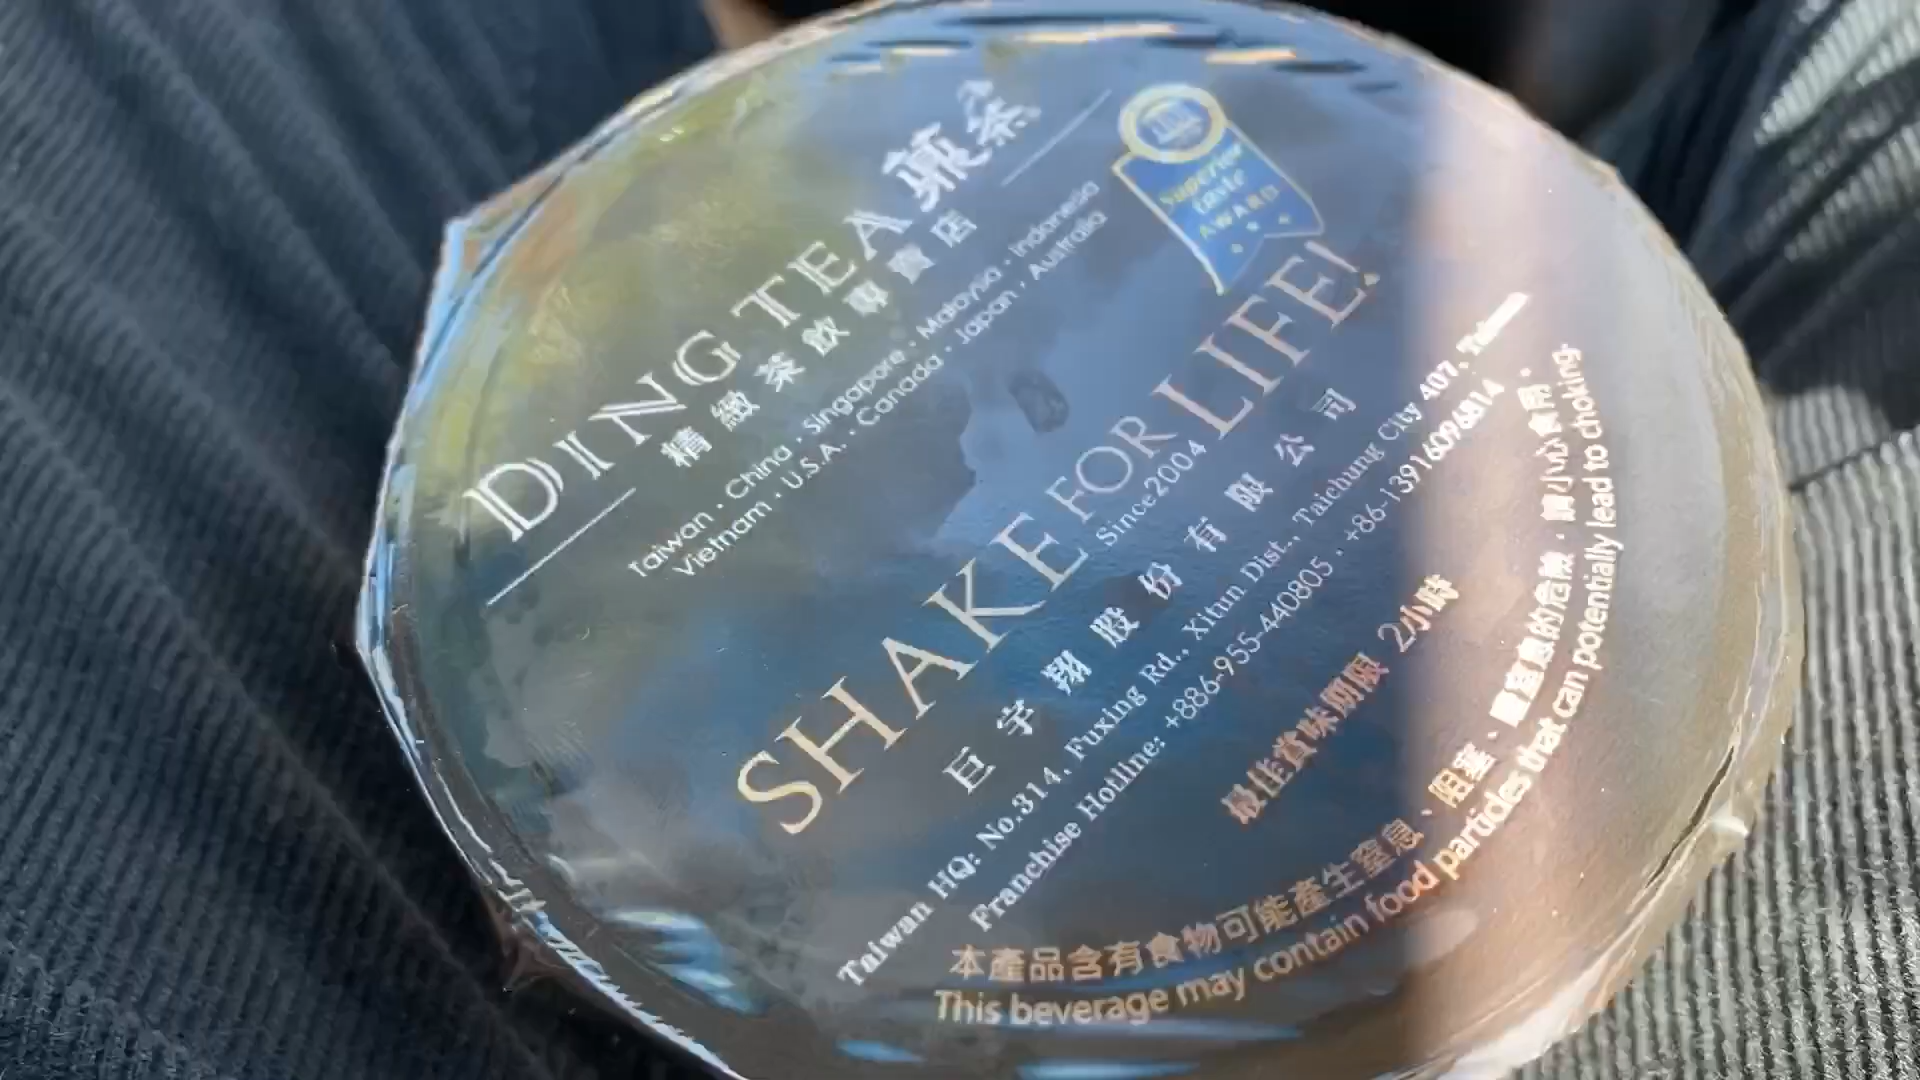 DING TEA 鼎茶
精緻茶飲專賣店
Taiwan · China · Singapore · Malaysia · Indonesia
Vietnam · U.S.A. · Canada · Japan · Australia
Superior
taste
AWARD
SHAKE FOR LIFE!
Since2004
巨宇翔股份有限公司
Taiwan HQ: No.314, Fuxing Rd., Xitun Dist., Taichung City 407, Taiwan
Franchise Hotline: +886-955-440805 · +86-13916096814
最佳賞味期限 2小時
本產品含有食物可能產生窒息、阻塞、嚥窒息的危險，請小心食用。
This beverage may contain food particles that can potentially lead to choking.